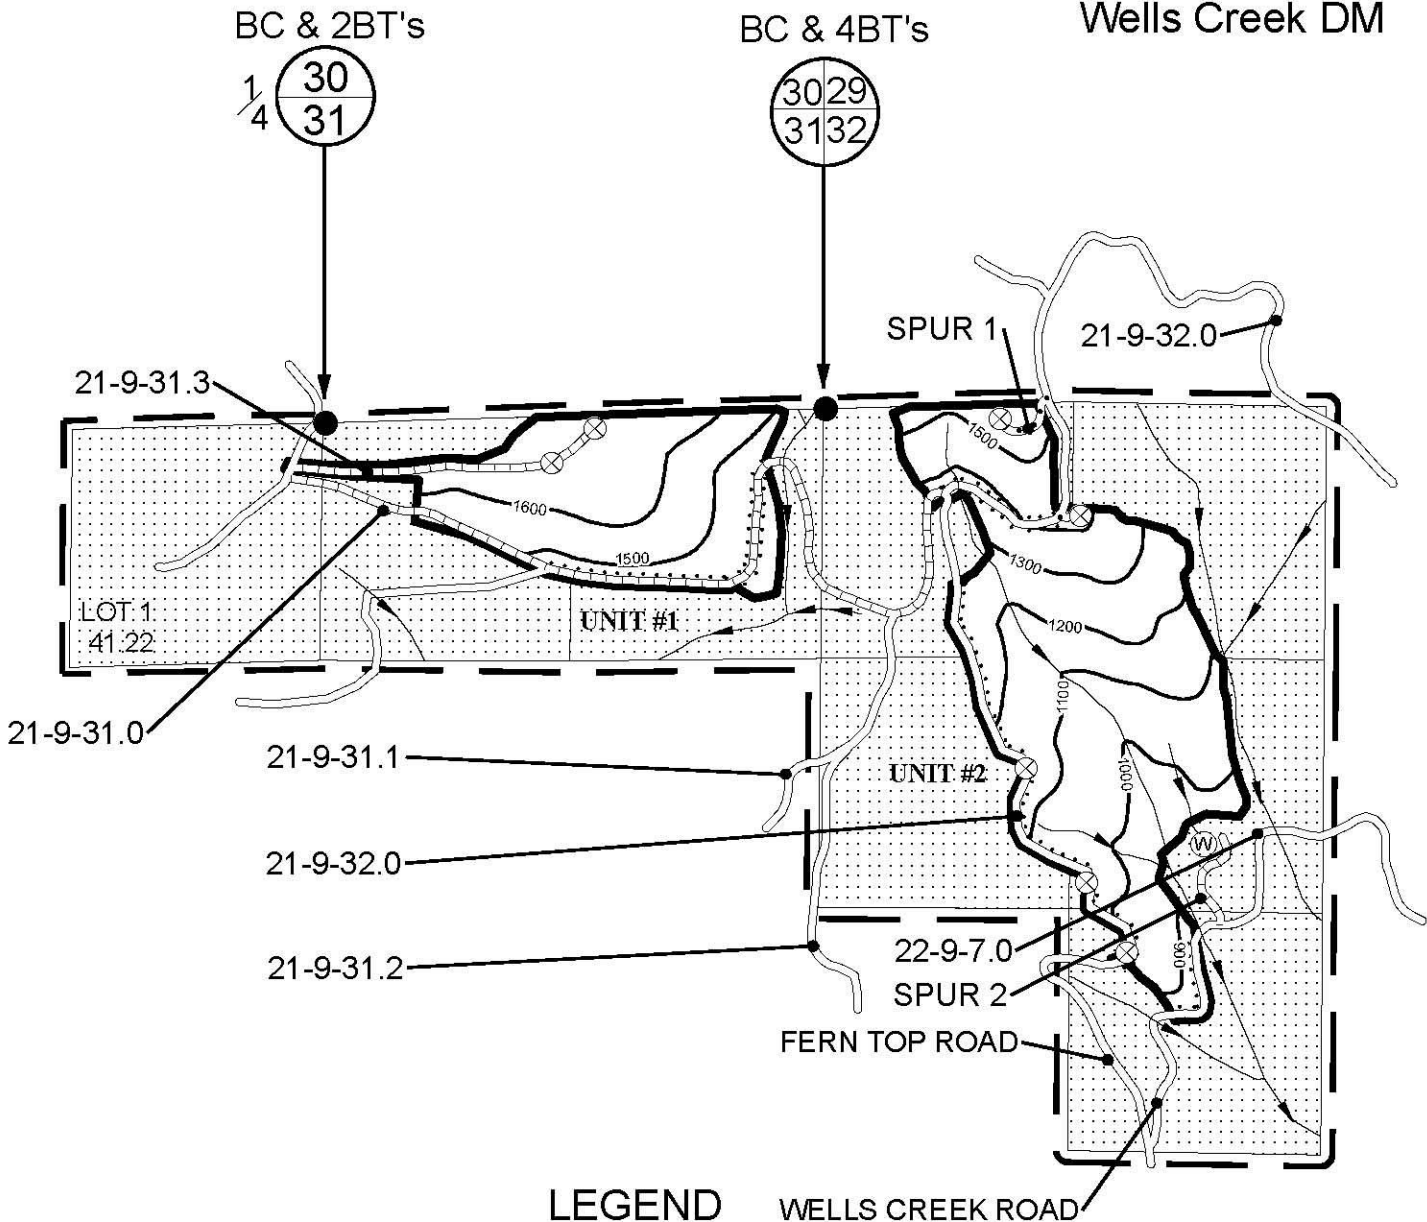 Wells Creek DM
BC & 2BT's
BC & 4BT's
1/4
30
31
30 29
31 32
SPUR 1
21-9-32.0
21-9-31.3
1500
1600
1500
1300
LOT 1
41.22
UNIT #1
1200
1100
21-9-31.0
21-9-31.1
UNIT #2
1000
21-9-32.0
W
22-9-7.0
900
21-9-31.2
SPUR 2
FERN TOP ROAD
LEGEND
WELLS CREEK ROAD